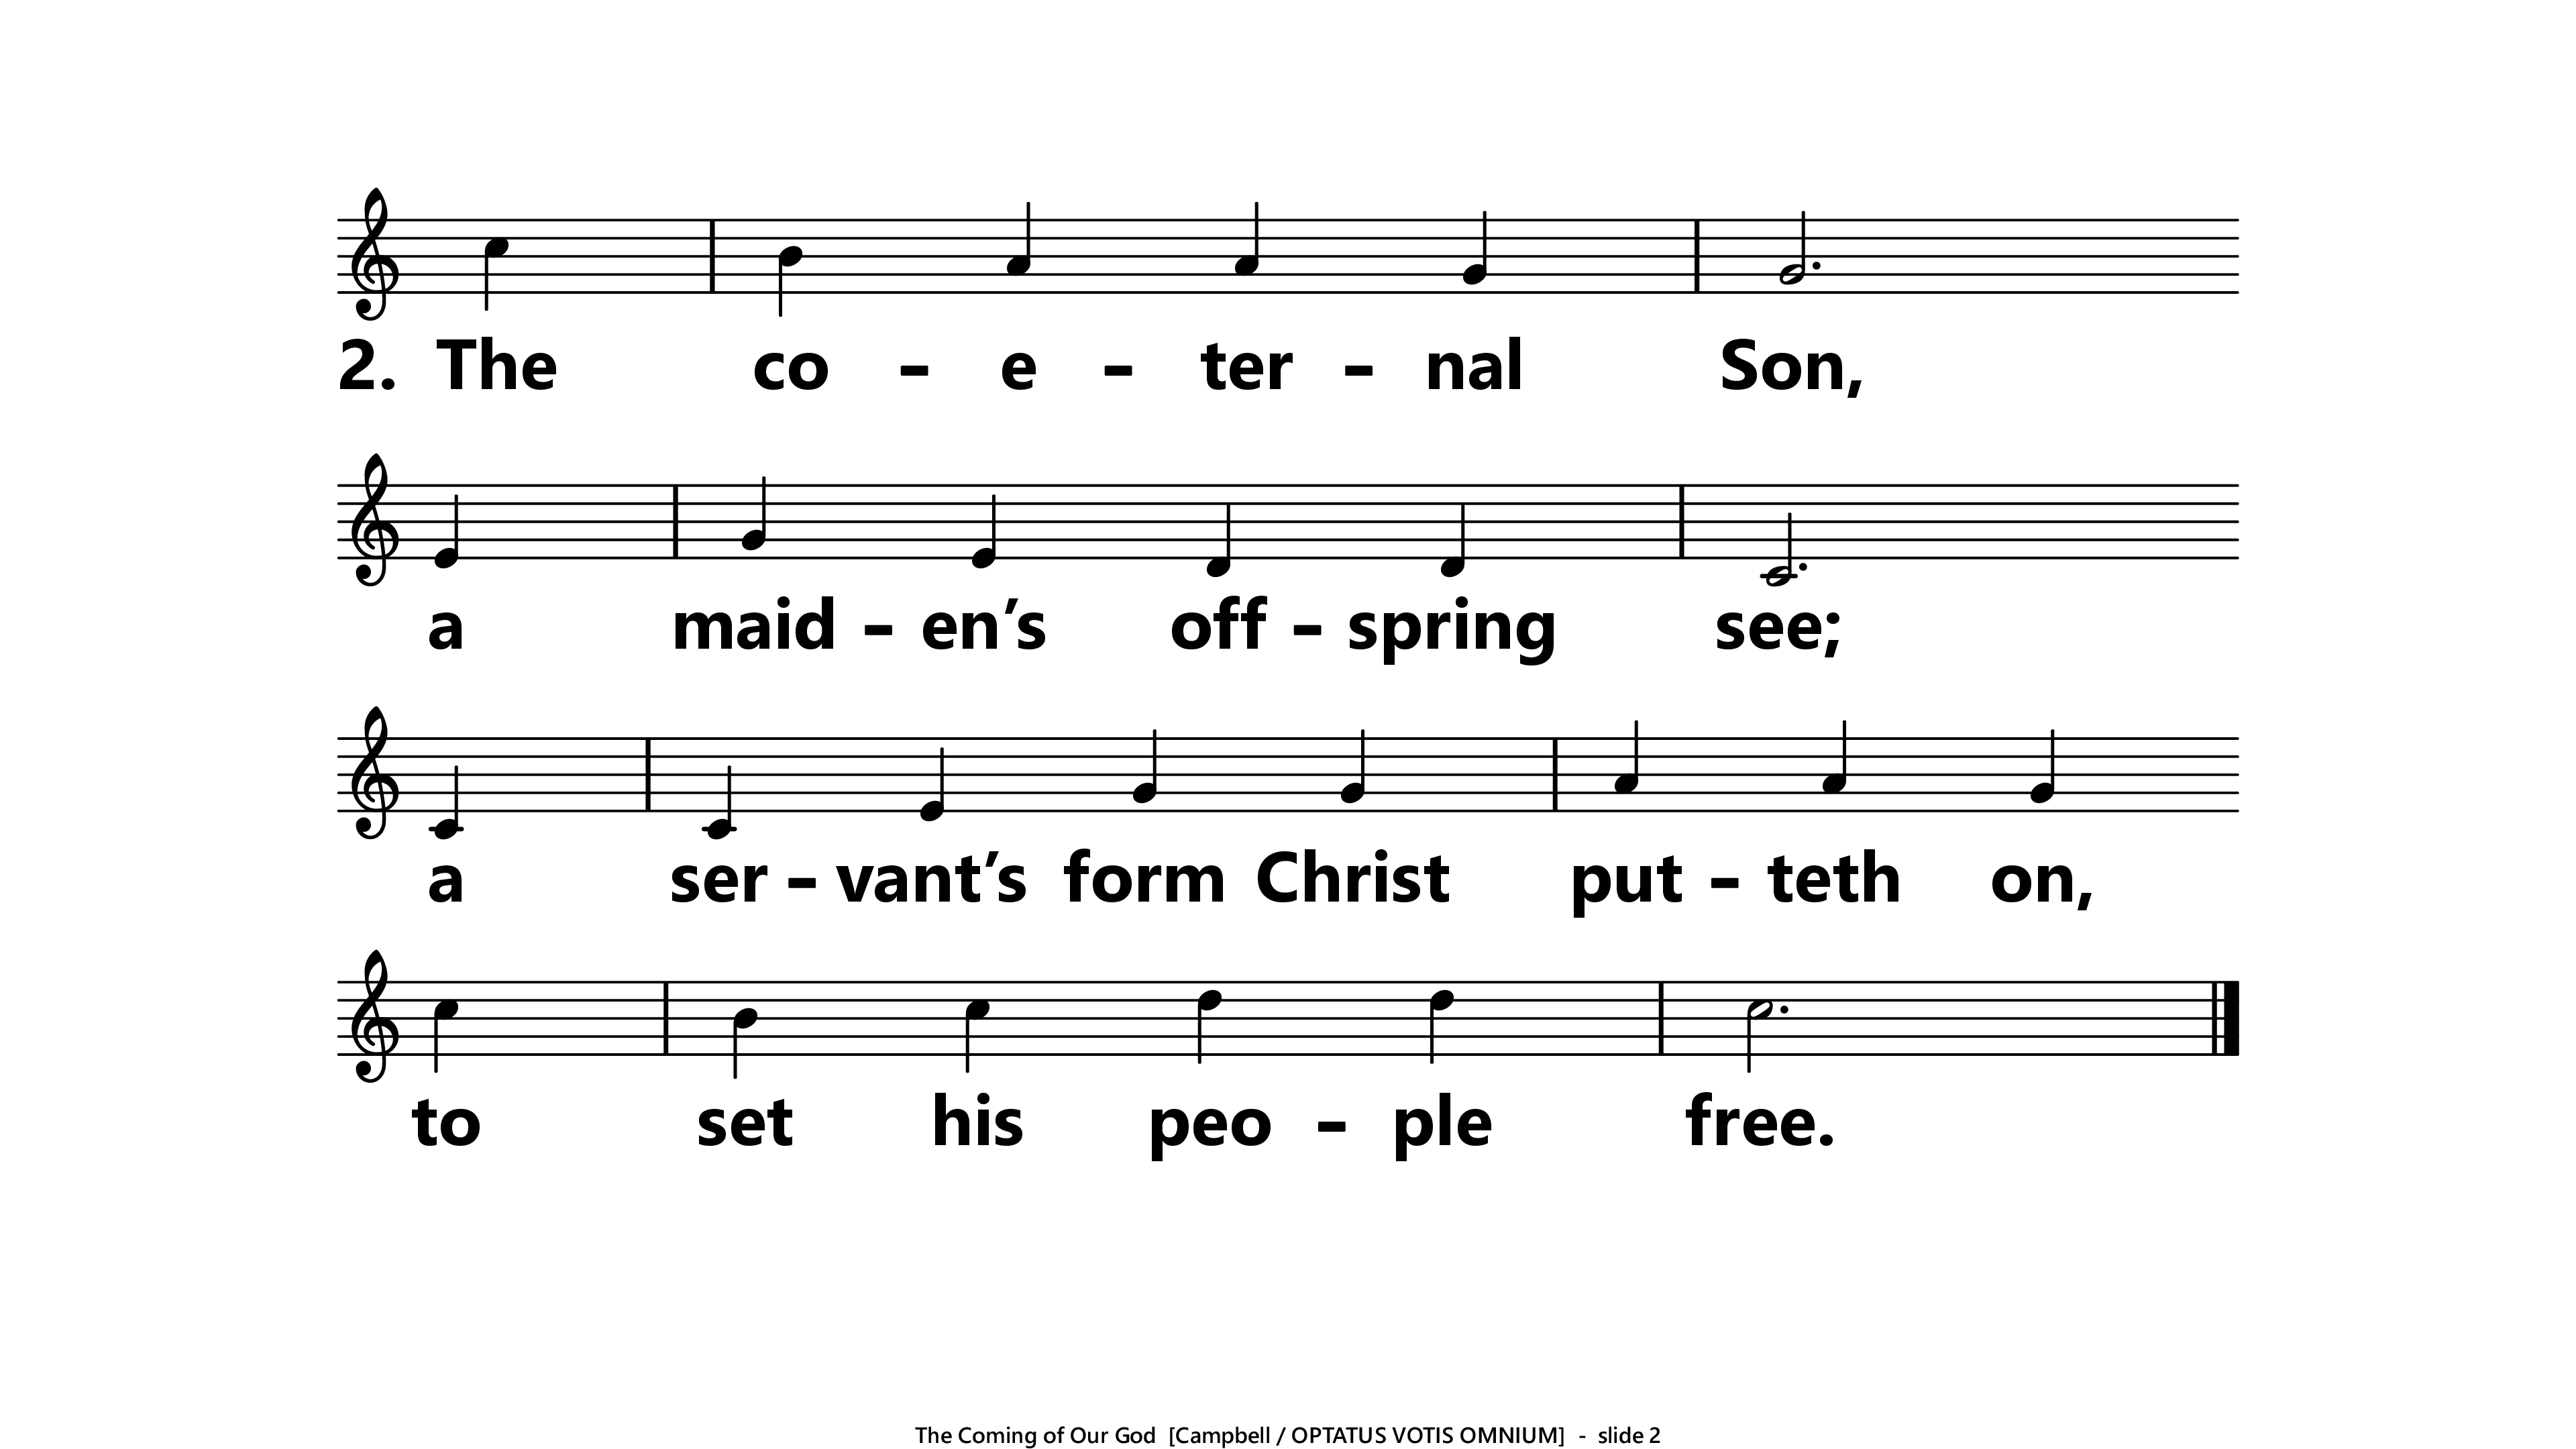 2. The co - e - ter - nal Son,
a maid - en’s off - spring see;
a ser - vant’s form Christ put - teth on,
to set his peo - ple free.
The Coming of Our God [Campbell / OPTATUS VOTIS OMNIUM] - slide 2